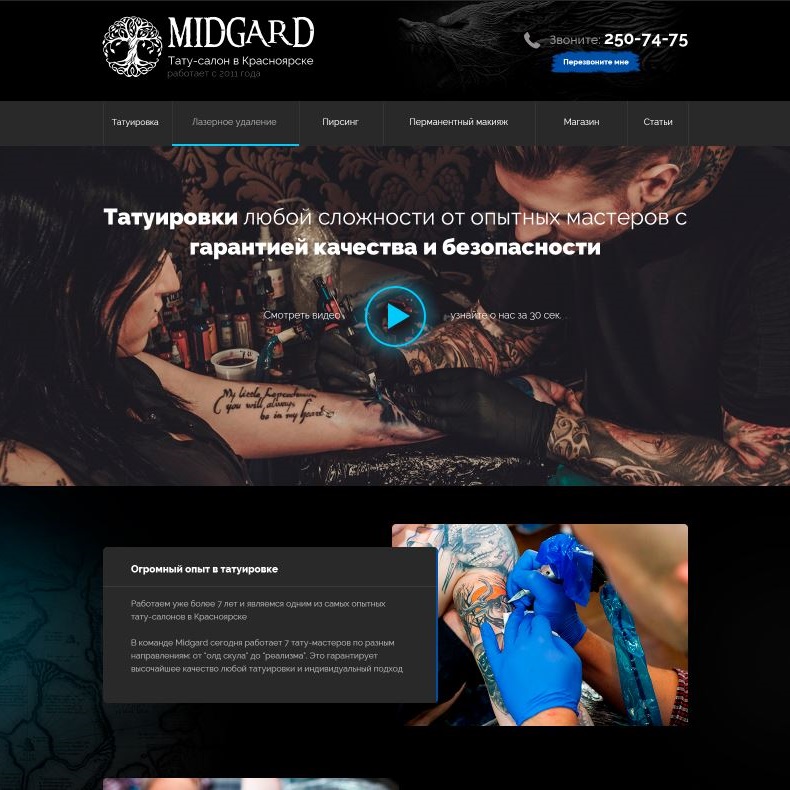 MIDGARD
Тату-салон в Красноярске
работает с 2011 года
Звоните: 250-74-75
Перезвоните мне
Татуировка Лазерное удаление Пирсинг Перманентный макияж Магазин Статьи
Татуировки любой сложности от опытных мастеров с
гарантией качества и безопасности
Смотреть видео узнайте о нас за 30 сек.
My little
you will always
be in my heart
Огромный опыт в татуировке
Работаем уже более 7 лет и являемся одним из самых опытных
тату-салонов в Красноярске
В команде Midgard сегодня работает 7 тату-мастеров по разным
направлениям: от "олд скула" до "реализма". Это гарантирует
высочайшее качество любой татуировки и индивидуальный подход